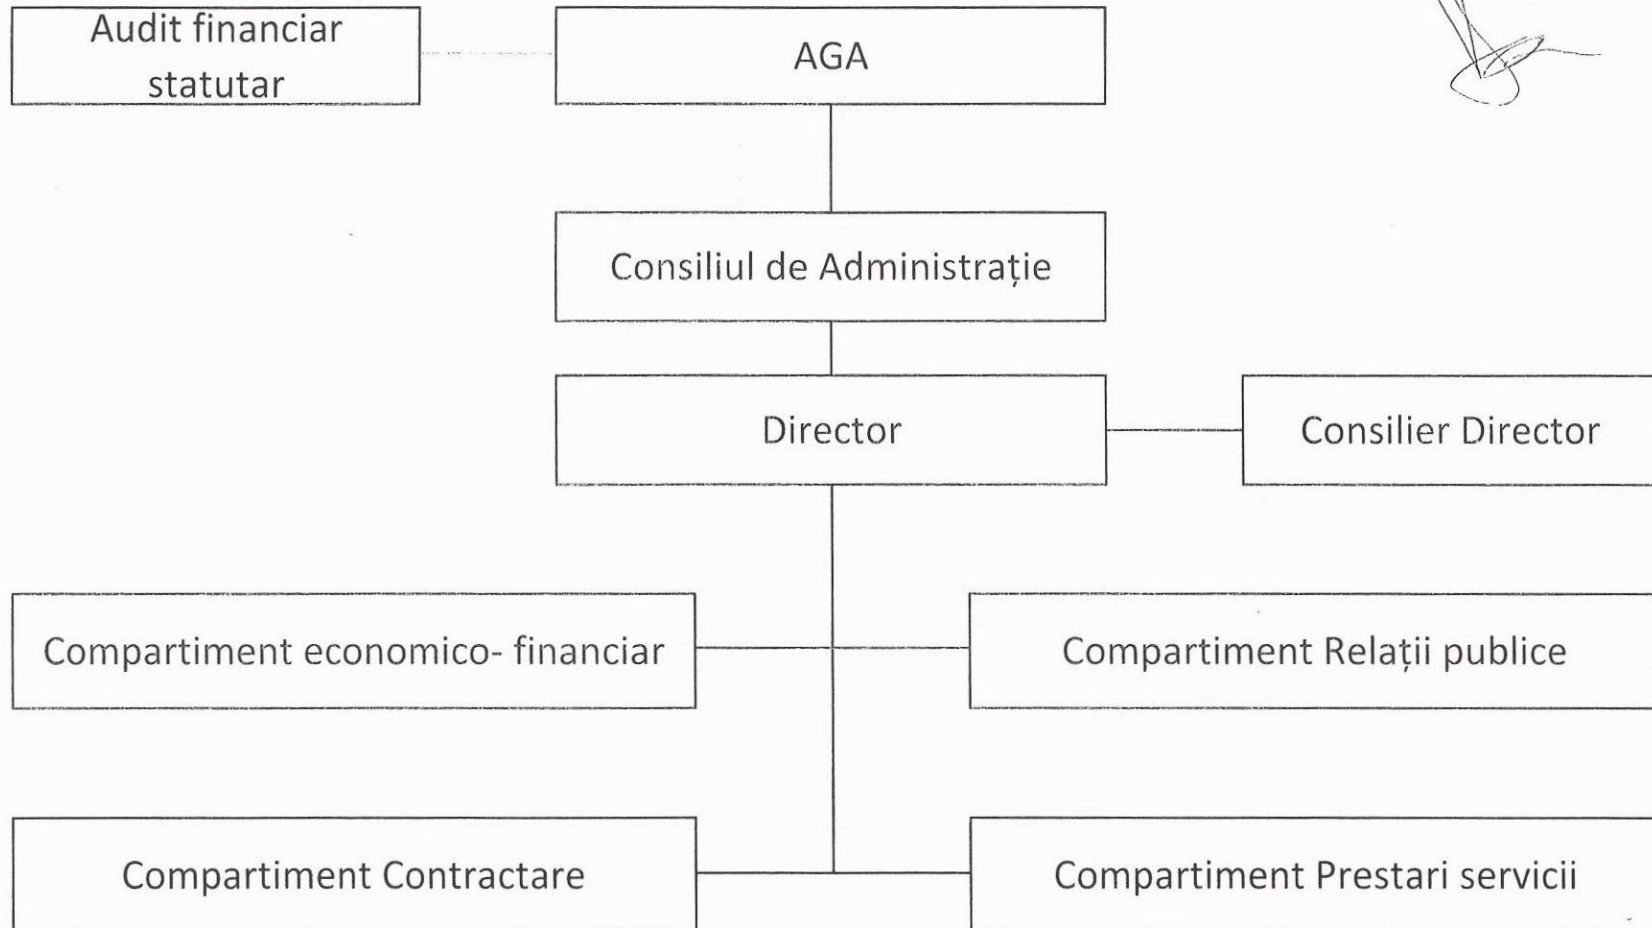 Audit financiar
statutar
AGA
Consiliul de Administrație
Director
Consilier Director
Compartiment economico- financiar
Compartiment Relații publice
Compartiment Contractare
Compartiment Prestari servicii